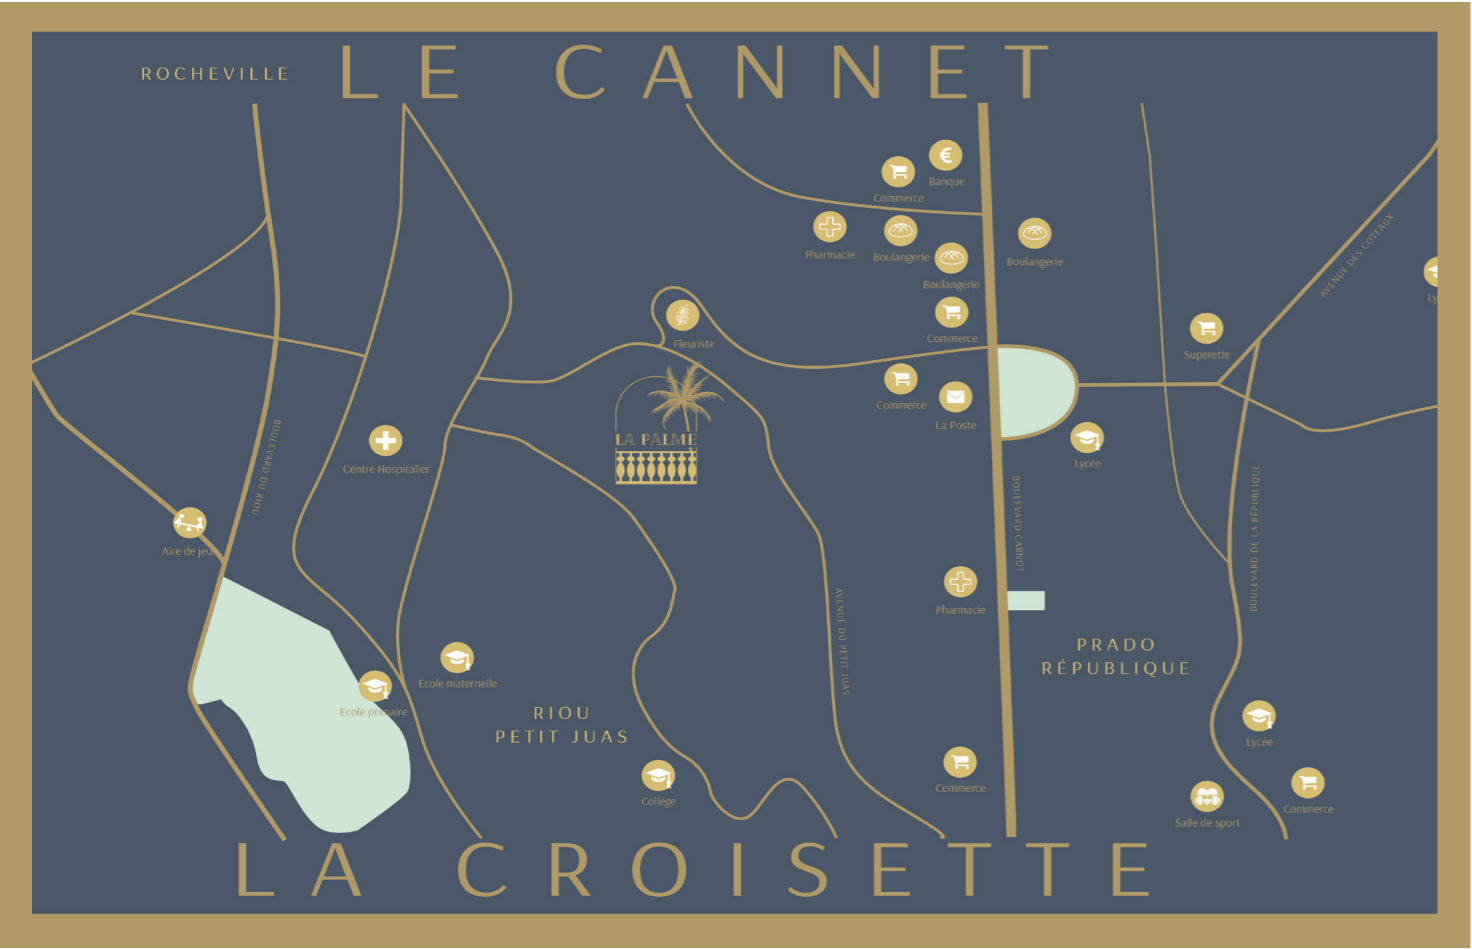 LE CANNET
ROCHEVILLE
Banque
Commerce
Pharmacie
Boulangerie
Boulangerie
Boulangerie
AVENUE DES COTEAUX
Ly
Commerce
Fleuriste
Superette
Commerce
La Poste
LA PALME
Lycée
Centre Hospitalier
BOULEVARD DU RIOU
BOULEVARD CARNOT
BOULEVARD DE LA RÉPUBLIQUE
Aire de jeux
Pharmacie
AVENUE DU PETIT JUAS
PRADO
RÉPUBLIQUE
Ecole maternelle
Ecole primaire
RIOU
PETIT JUAS
Lycée
Collège
Commerce
Salle de sport
Commerce
LA CROISETTE